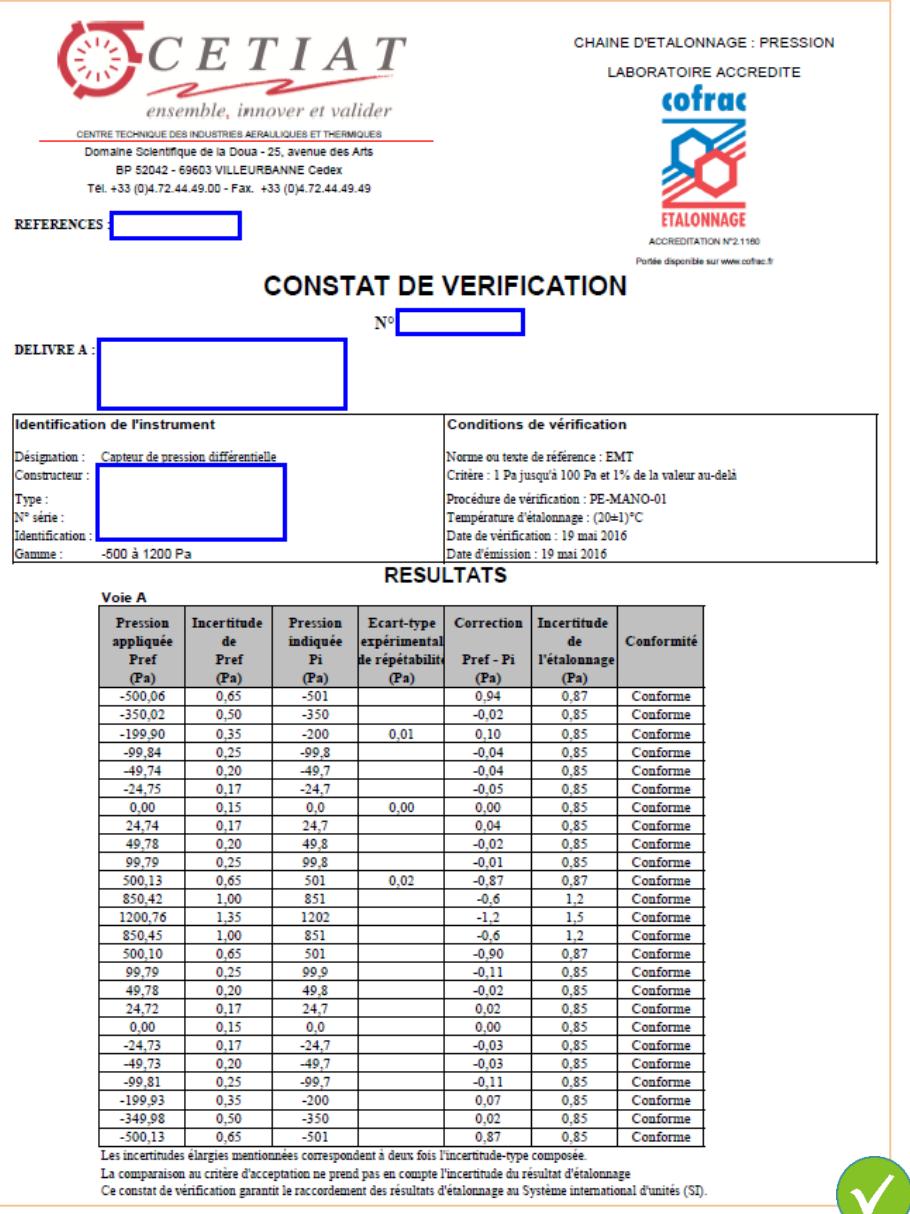 CETIAT
ensemble, innover et valider
CENTRE TECHNIQUE DES INDUSTRIES AERAULIQUES ET THERMIQUES
Domaine Scientifique de la Doua - 25, avenue des Arts
BP 52042 - 69603 VILLEURBANNE Cedex
Tél. +33 (0)4.72.44.49.00 - Fax. +33 (0)4.72.44.49.49
CHAINE D'ETALONNAGE : PRESSION
LABORATOIRE ACCREDITE
cofrac
ETALONNAGE
ACCREDITATION N°2.1160
Portée disponible sur www.cofrac.fr
REFERENCES :
CONSTAT DE VERIFICATION
N°
DELIVRE A :
Identification de l'instrument
Désignation : Capteur de pression différentielle
Constructeur :
Type :
N° série :
Identification :
Gamme : -500 à 1200 Pa
Conditions de vérification
Norme ou texte de référence : EMT
Critère : 1 Pa jusqu'à 100 Pa et 1% de la valeur au-delà
Procédure de vérification : PE-MANO-01
Température d'étalonnage : (20±1)°C
Date de vérification : 19 mai 2016
Date d'émission : 19 mai 2016
RESULTATS
Voie A
Pression appliquée Pref (Pa) Incertitude de Pref (Pa) Pression indiquée Pi (Pa) Ecart-type expérimental de répétabilité (Pa) Correction Pref - Pi (Pa) Incertitude de l'étalonnage (Pa) Conformité
-500,06 0,65 -501 0,94 0,87 Conforme
-350,02 0,50 -350 -0,02 0,85 Conforme
-199,90 0,35 -200 0,01 0,10 0,85 Conforme
-99,84 0,25 -99,8 -0,04 0,85 Conforme
-49,74 0,20 -49,7 -0,04 0,85 Conforme
-24,75 0,17 -24,7 -0,05 0,85 Conforme
0,00 0,15 0,0 0,00 0,00 0,85 Conforme
24,74 0,17 24,7 0,04 0,85 Conforme
49,78 0,20 49,8 -0,02 0,85 Conforme
99,79 0,25 99,8 -0,01 0,85 Conforme
500,13 0,65 501 0,02 -0,87 0,87 Conforme
850,42 1,00 851 -0,6 1,2 Conforme
1200,76 1,35 1202 -1,2 1,5 Conforme
850,45 1,00 851 -0,6 1,2 Conforme
500,10 0,65 501 -0,90 0,87 Conforme
99,79 0,25 99,9 -0,11 0,85 Conforme
49,78 0,20 49,8 -0,02 0,85 Conforme
24,72 0,17 24,7 0,02 0,85 Conforme
0,00 0,15 0,0 0,00 0,85 Conforme
-24,73 0,17 -24,7 -0,03 0,85 Conforme
-49,73 0,20 -49,7 -0,03 0,85 Conforme
-99,81 0,25 -99,7 -0,11 0,85 Conforme
-199,93 0,35 -200 0,07 0,85 Conforme
-349,98 0,50 -350 0,02 0,85 Conforme
-500,13 0,65 -501 0,87 0,85 Conforme
Les incertitudes élargies mentionnées correspondent à deux fois l'incertitude-type composée.
La comparaison au critère d'acceptation ne prend pas en compte l'incertitude du résultat d'étalonnage
Ce constat de vérification garantit le raccordement des résultats d'étalonnage au Système international d'unités (SI).